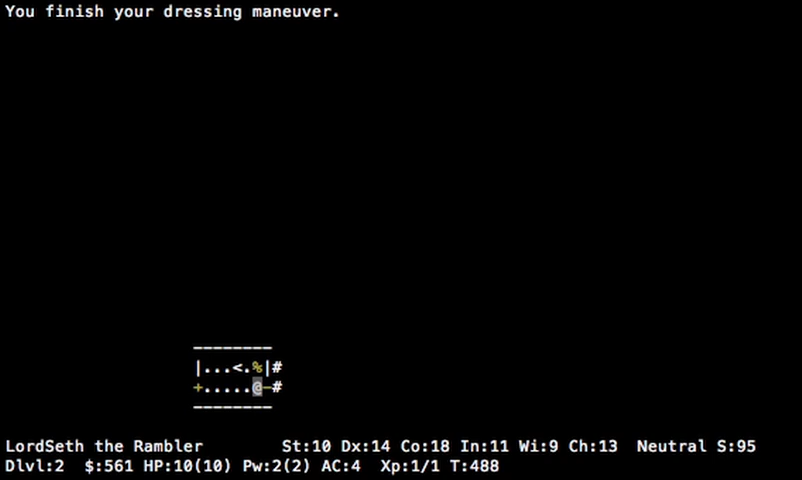 You finish your dressing maneuver.
--------
|...<.%|#
+.....@-#
--------
LordSeth the Rambler St:10 Dx:14 Co:18 In:11 Wi:9 Ch:13 Neutral S:95
Dlvl:2 $:561 HP:10(10) Pw:2(2) AC:4 Xp:1/1 T:488